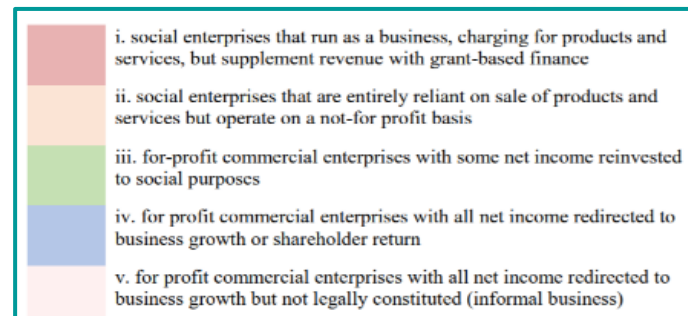 i. social enterprises that run as a business, charging for products and
services, but supplement revenue with grant-based finance
ii. social enterprises that are entirely reliant on sale of products and
services but operate on a not-for profit basis
iii. for-profit commercial enterprises with some net income reinvested
to social purposes
iv. for profit commercial enterprises with all net income redirected to
business growth or shareholder return
v. for profit commercial enterprises with all net income redirected to
business growth but not legally constituted (informal business)